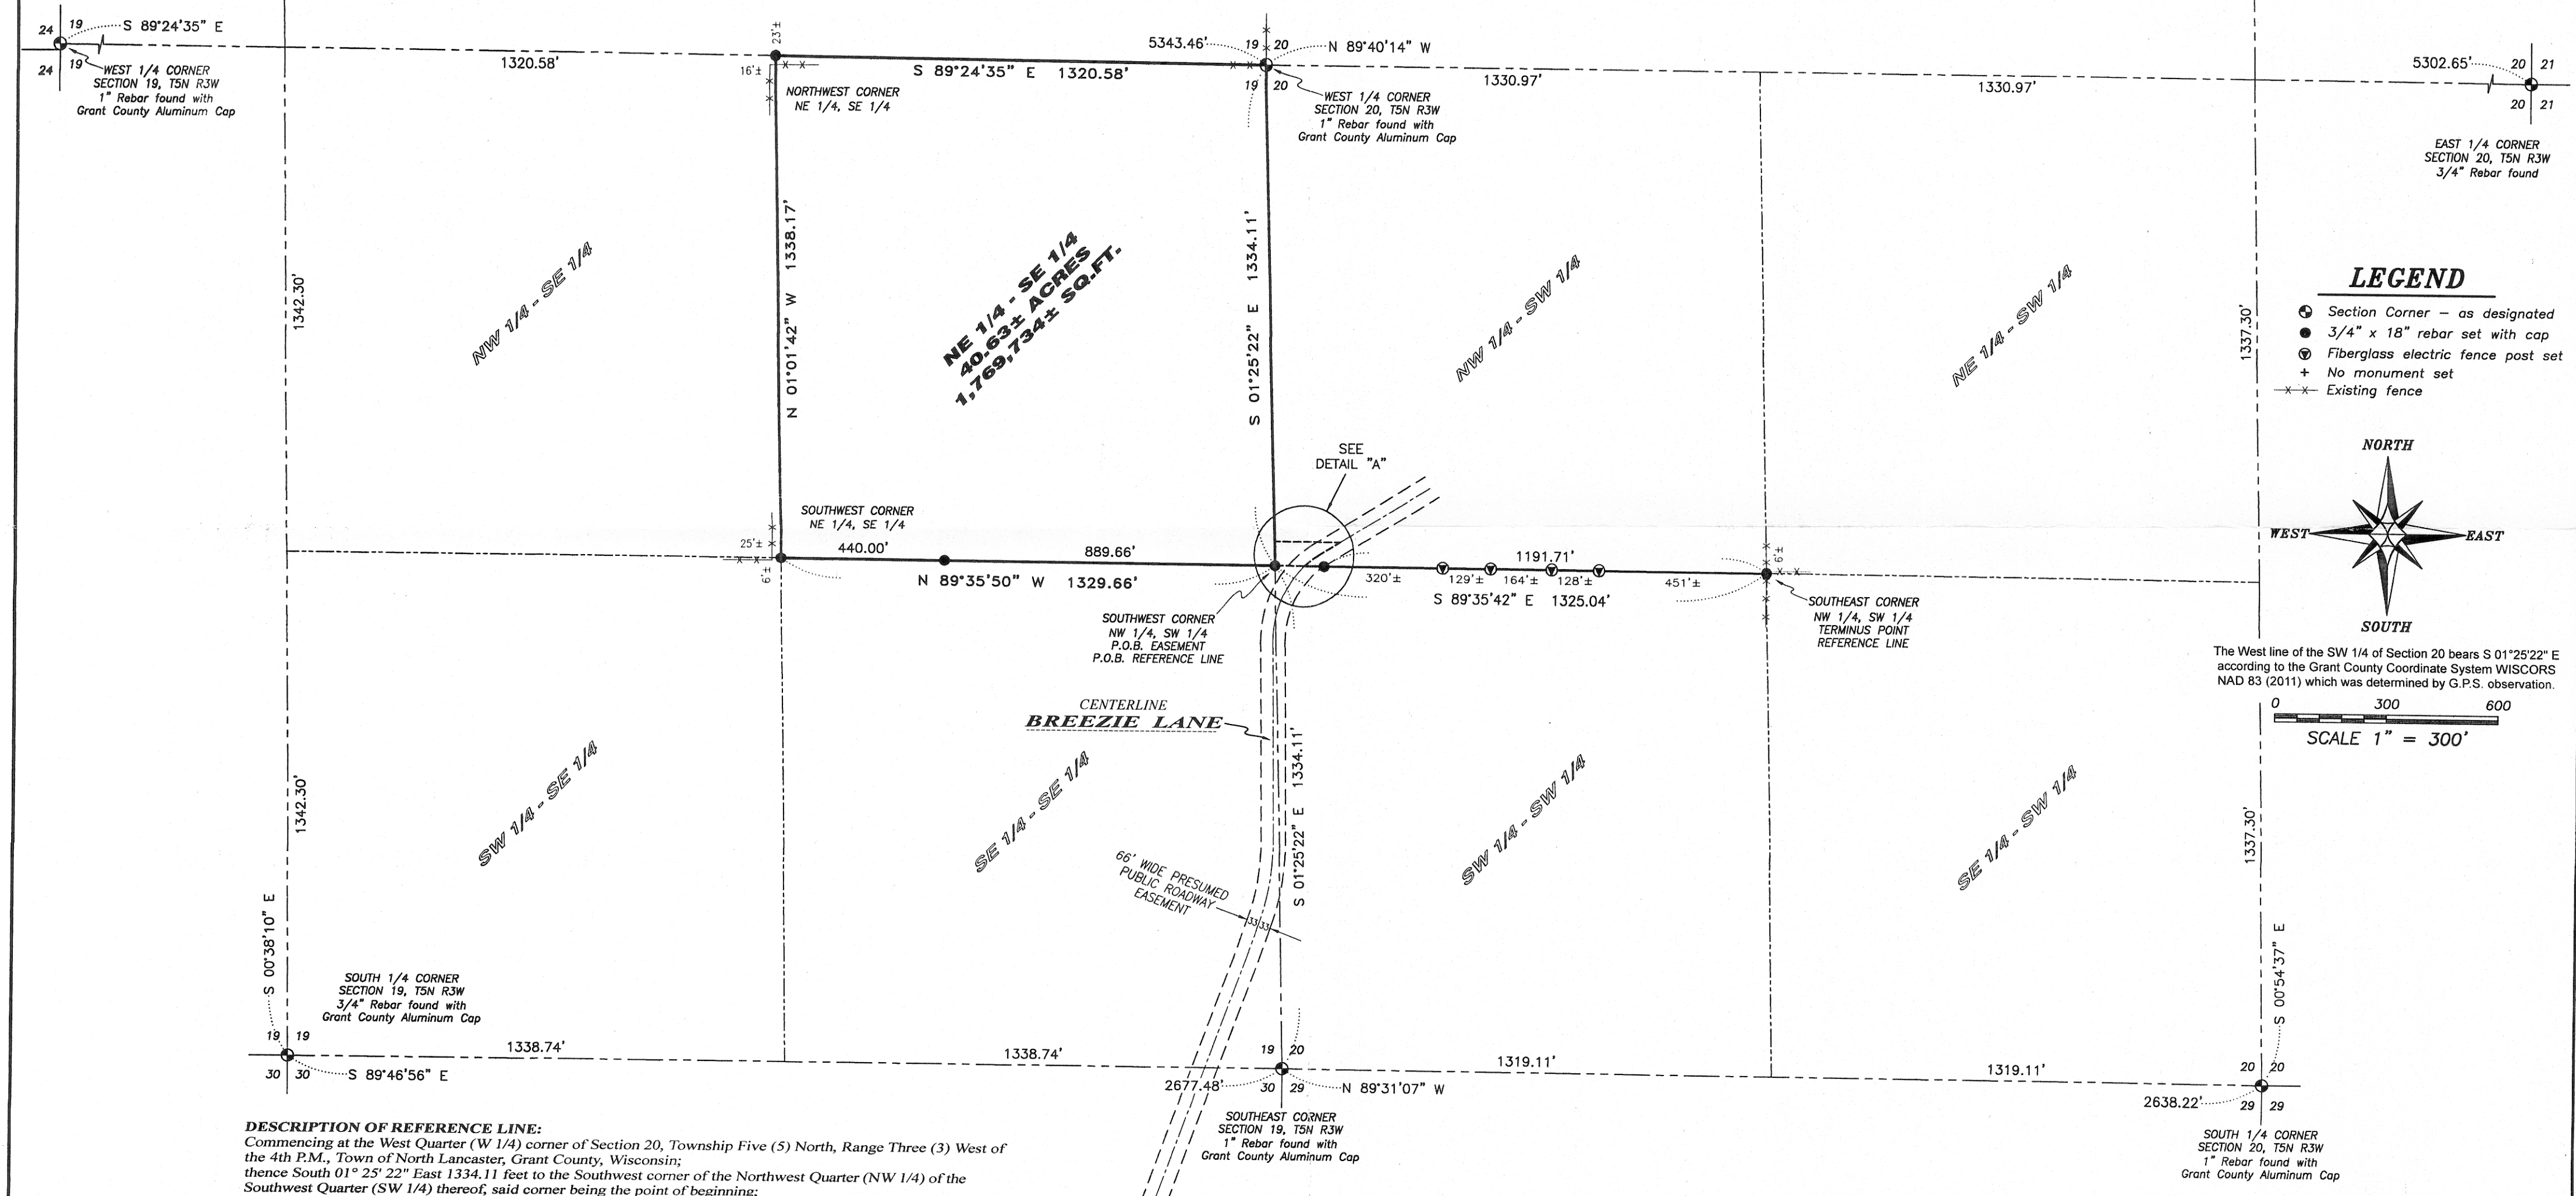 24 19
S 89°24'35" E
24 19
WEST 1/4 CORNER
SECTION 19, T5N R3W
1" Rebar found with
Grant County Aluminum Cap
1320.58'
23'±
16'±
S 89°24'35" E 1320.58'
NORTHWEST CORNER
NE 1/4, SE 1/4
5343.46'
19 20
N 89°40'14" W
19 20
WEST 1/4 CORNER
SECTION 20, T5N R3W
1" Rebar found with
Grant County Aluminum Cap
1330.97'
1330.97'
5302.65'
20 21
20 21
EAST 1/4 CORNER
SECTION 20, T5N R3W
3/4" Rebar found
1342.30'
NW 1/4 - SE 1/4
N 01°01'42" W 1338.17'
NE 1/4 - SE 1/4
40.63± ACRES
1,769,734± SQ.FT.
S 01°25'22" E 1334.11'
NW 1/4 - SW 1/4
NE 1/4 - SW 1/4
1337.30'
LEGEND
Section Corner – as designated
3/4" x 18" rebar set with cap
Fiberglass electric fence post set
+ No monument set
Existing fence
NORTH
WEST
EAST
SOUTH
SEE
DETAIL "A"
SOUTHWEST CORNER
NE 1/4, SE 1/4
25'±
6'±
440.00'
889.66'
N 89°35'50" W 1329.66'
1191.71'
320'±
129'±
164'±
128'±
451'±
6'±
S 89°35'42" E 1325.04'
SOUTHWEST CORNER
NW 1/4, SW 1/4
P.O.B. EASEMENT
P.O.B. REFERENCE LINE
SOUTHEAST CORNER
NW 1/4, SW 1/4
TERMINUS POINT
REFERENCE LINE
The West line of the SW 1/4 of Section 20 bears S 01°25'22" E
according to the Grant County Coordinate System WISCORS
NAD 83 (2011) which was determined by G.P.S. observation.
0 300 600
SCALE 1" = 300'
CENTERLINE
BREEZIE LANE
1342.30'
SW 1/4 - SE 1/4
SE 1/4 - SE 1/4
S 01°25'22" E 1334.11'
SW 1/4 - SW 1/4
SE 1/4 - SW 1/4
1337.30'
66' WIDE PRESUMED
PUBLIC ROADWAY
EASEMENT
33 33
S 00°38'10" E
S 00°54'37" E
SOUTH 1/4 CORNER
SECTION 19, T5N R3W
3/4" Rebar found with
Grant County Aluminum Cap
19 19
30 30
S 89°46'56" E
1338.74'
1338.74'
19 20
2677.48'
30 29
N 89°31'07" W
1319.11'
1319.11'
20 20
2638.22'
29 29
SOUTHEAST CORNER
SECTION 19, T5N R3W
1" Rebar found with
Grant County Aluminum Cap
SOUTH 1/4 CORNER
SECTION 20, T5N R3W
1" Rebar found with
Grant County Aluminum Cap
DESCRIPTION OF REFERENCE LINE:
Commencing at the West Quarter (W 1/4) corner of Section 20, Township Five (5) North, Range Three (3) West of
the 4th P.M., Town of North Lancaster, Grant County, Wisconsin;
thence South 01° 25' 22" East 1334.11 feet to the Southwest corner of the Northwest Quarter (NW 1/4) of the
Southwest Quarter (SW 1/4) thereof, said corner being the point of beginning;